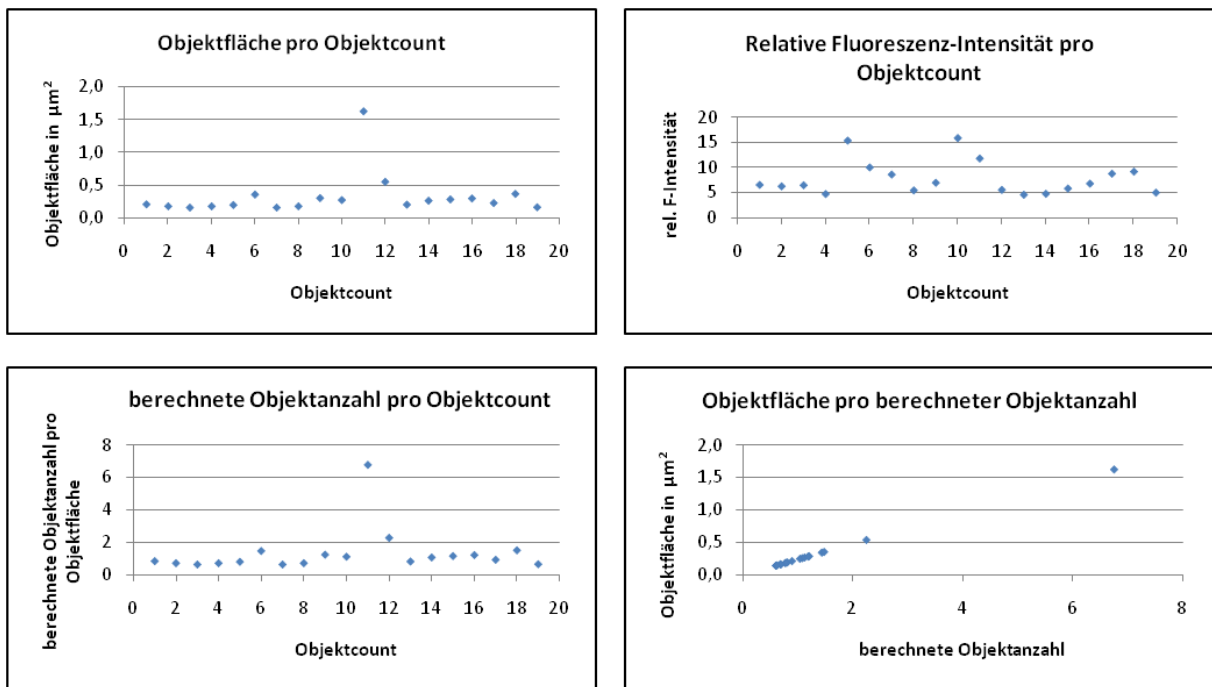 Objektfläche pro Objektcount
Objektfläche in µm²
2,0
1,5
1,0
0,5
0,0
0 2 4 6 8 10 12 14 16 18 20
Objektcount
Relative Fluoreszenz-Intensität pro
Objektcount
rel. F-Intensität
20
15
10
5
0
0 2 4 6 8 10 12 14 16 18 20
Objektcount
berechnete Objektanzahl pro Objektcount
berechnete Objektanzahl pro
Objektfläche
8
6
4
2
0
0 2 4 6 8 10 12 14 16 18 20
Objektcount
Objektfläche pro berechneter Objektanzahl
Objektfläche in µm²
2,0
1,5
1,0
0,5
0,0
0 2 4 6 8
berechnete Objektanzahl